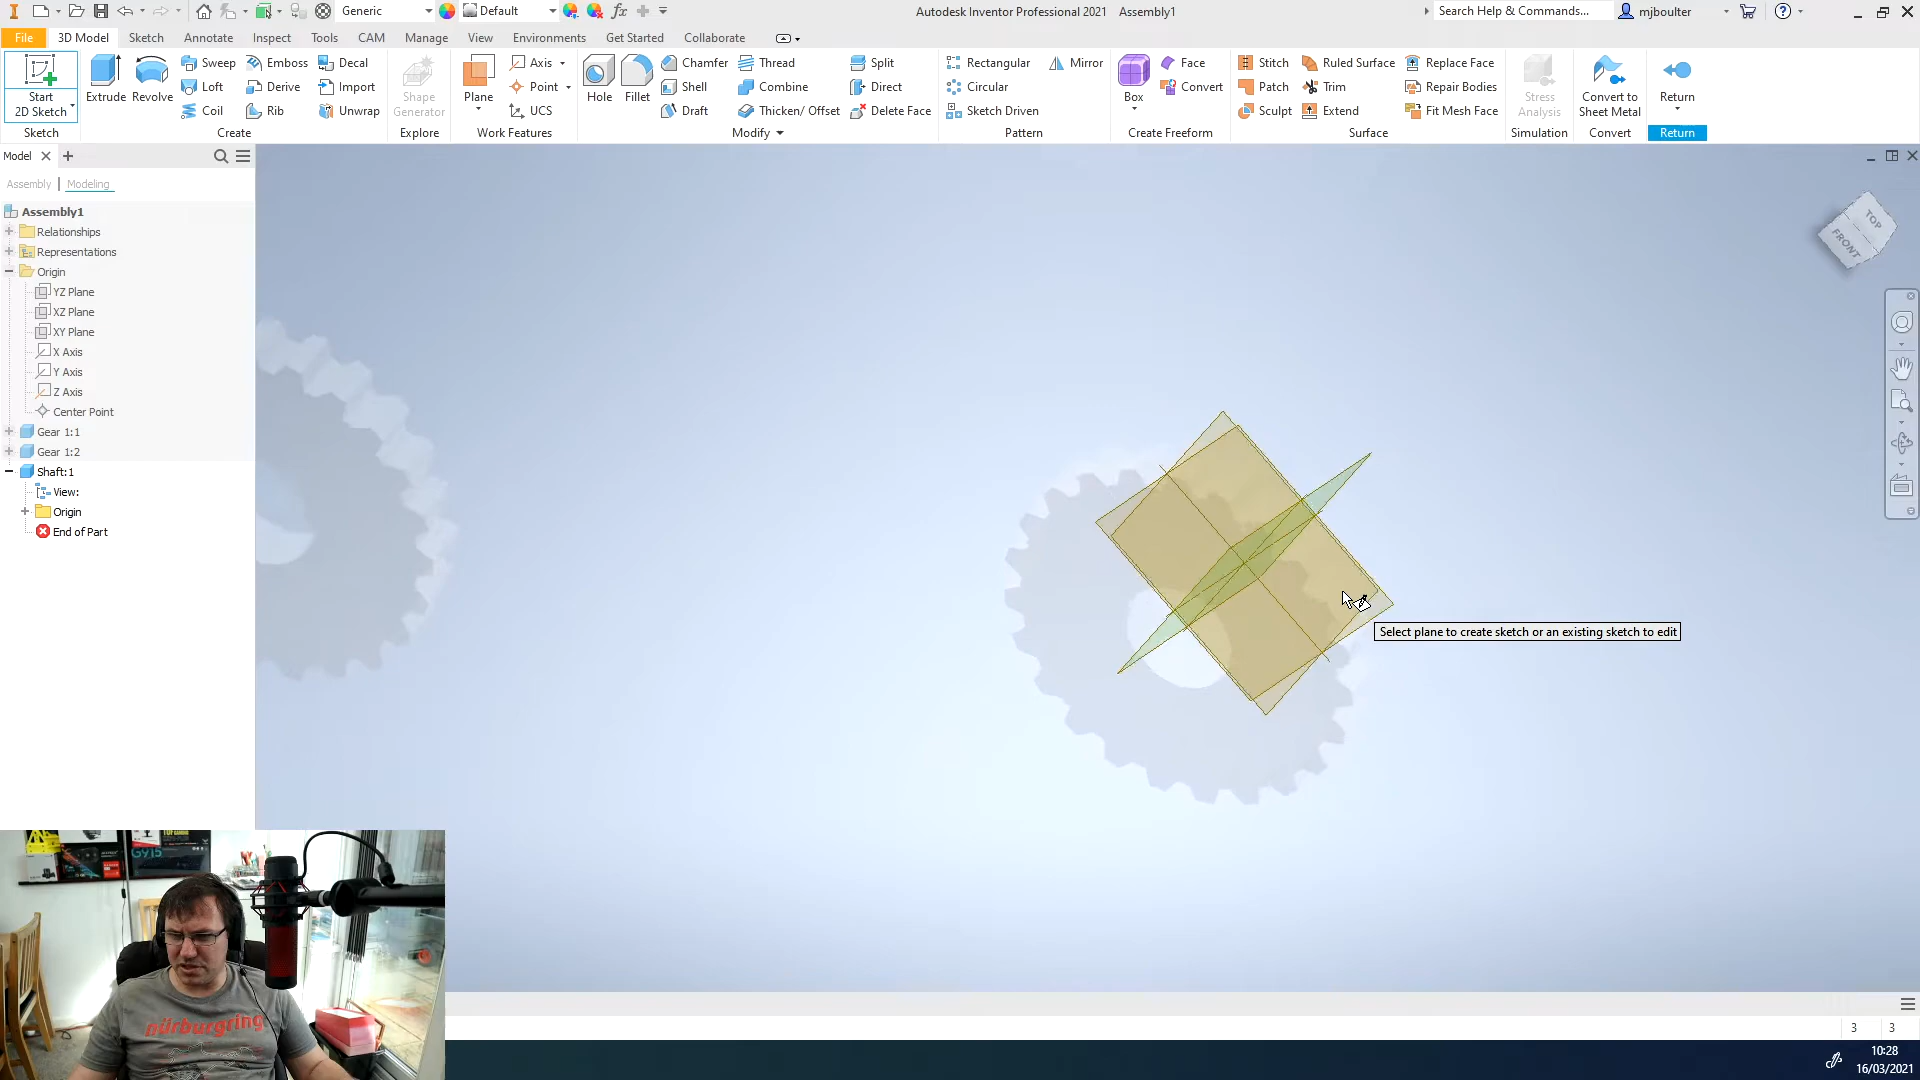 Generic
Default
Autodesk Inventor Professional 2021 Assembly1
Search Help & Commands...
mjboulter
File
3D Model
Sketch
Annotate
Inspect
Tools
CAM
Manage
View
Environments
Get Started
Collaborate
Start
2D Sketch
Sketch
Extrude
Revolve
Sweep
Loft
Coil
Emboss
Derive
Rib
Decal
Import
Unwrap
Create
Shape
Generator
Explore
Plane
Axis
Point
UCS
Work Features
Hole
Fillet
Chamfer
Shell
Draft
Thread
Combine
Thicken/ Offset
Split
Direct
Delete Face
Modify
Rectangular
Circular
Sketch Driven
Mirror
Pattern
Box
Face
Convert
Create Freeform
Stitch
Patch
Sculpt
Ruled Surface
Trim
Extend
Replace Face
Repair Bodies
Fit Mesh Face
Surface
Stress
Analysis
Simulation
Convert to
Sheet Metal
Convert
Return
Return
Model
Assembly
Modeling
Assembly1
Relationships
Representations
Origin
YZ Plane
XZ Plane
XY Plane
X Axis
Y Axis
Z Axis
Center Point
Gear 1:1
Gear 1:2
Shaft:1
View:
Origin
End of Part
TOP
FRONT
Select plane to create sketch or an existing sketch to edit
G915
nürburgring
3 3
10:28
16/03/2021